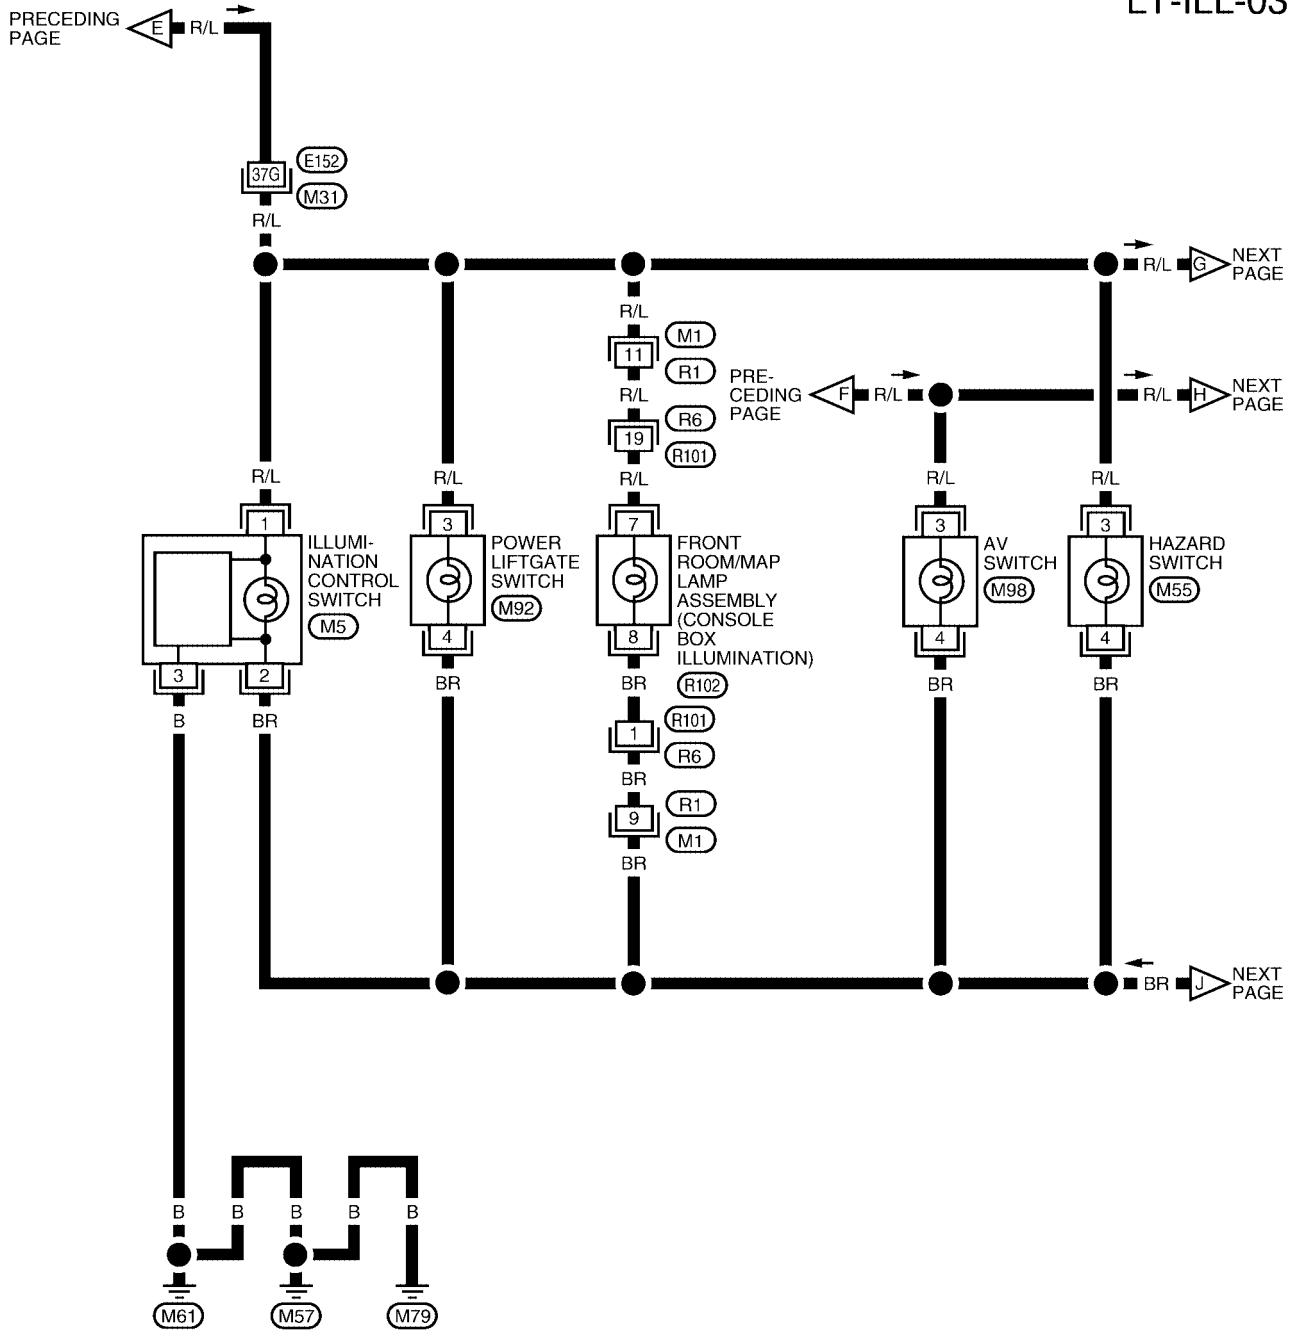 PRECEDING
PAGE
E
R/L
37G
E152
M31
R/L
R/L
G
NEXT
PAGE
R/L
11
M1
R1
R/L
19
R6
R101
R/L
PRE-
CEDING
PAGE
F
R/L
R/L
H
NEXT
PAGE
R/L
R/L
R/L
R/L
1
ILLUMI-
NATION
CONTROL
SWITCH
M5
3
2
B
BR
3
POWER
LIFTGATE
SWITCH
M92
4
BR
7
FRONT
ROOM/MAP
LAMP
ASSEMBLY
(CONSOLE
BOX
ILLUMINATION)
R102
8
BR
R101
1
R6
BR
R1
9
M1
BR
3
AV
SWITCH
M98
4
BR
3
HAZARD
SWITCH
M55
4
BR
BR
J
NEXT
PAGE
B
B
B
B
B
M61
M57
M79